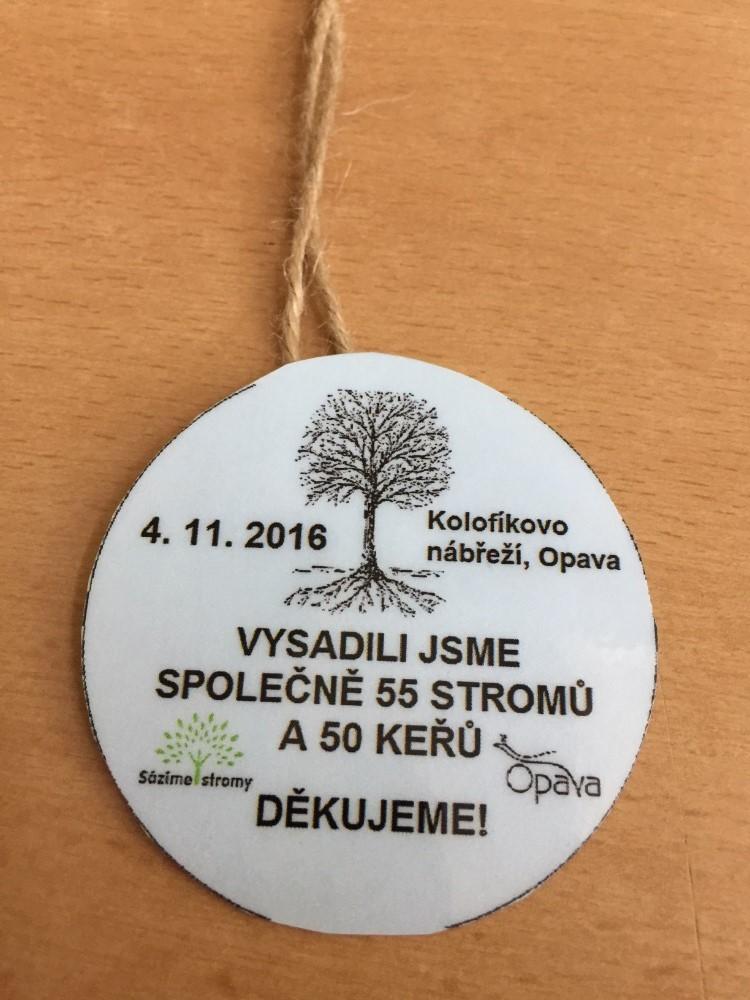 4. 11. 2016
Kolofíkovo
nábřeží, Opava
VYSADILI JSME
SPOLEČNĚ 55 STROMŮ
A 50 KEŘŮ
Sázíme stromy
Opava
DĚKUJEME!